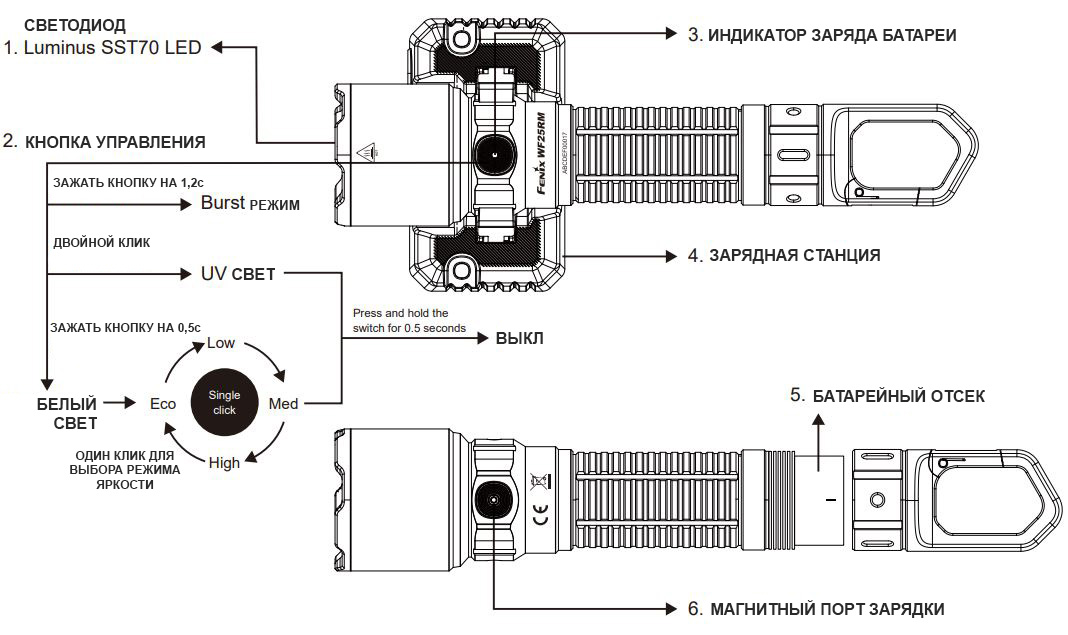 СВЕТОДИОД
1. Luminus SST70 LED
2. КНОПКА УПРАВЛЕНИЯ
ЗАЖАТЬ КНОПКУ НА 1,2с
Burst РЕЖИМ
ДВОЙНОЙ КЛИК
UV СВЕТ
ЗАЖАТЬ КНОПКУ НА 0,5с
Press and hold the
switch for 0.5 seconds
ВЫКЛ
БЕЛЫЙ
СВЕТ
Eco
Low
Med
High
Single
click
ОДИН КЛИК ДЛЯ
ВЫБОРА РЕЖИМА
ЯРКОСТИ
3. ИНДИКАТОР ЗАРЯДА БАТАРЕИ
FENIX WF25RM
ABCDEF00017
4. ЗАРЯДНАЯ СТАНЦИЯ
5. БАТАРЕЙНЫЙ ОТСЕК
CE
6. МАГНИТНЫЙ ПОРТ ЗАРЯДКИ